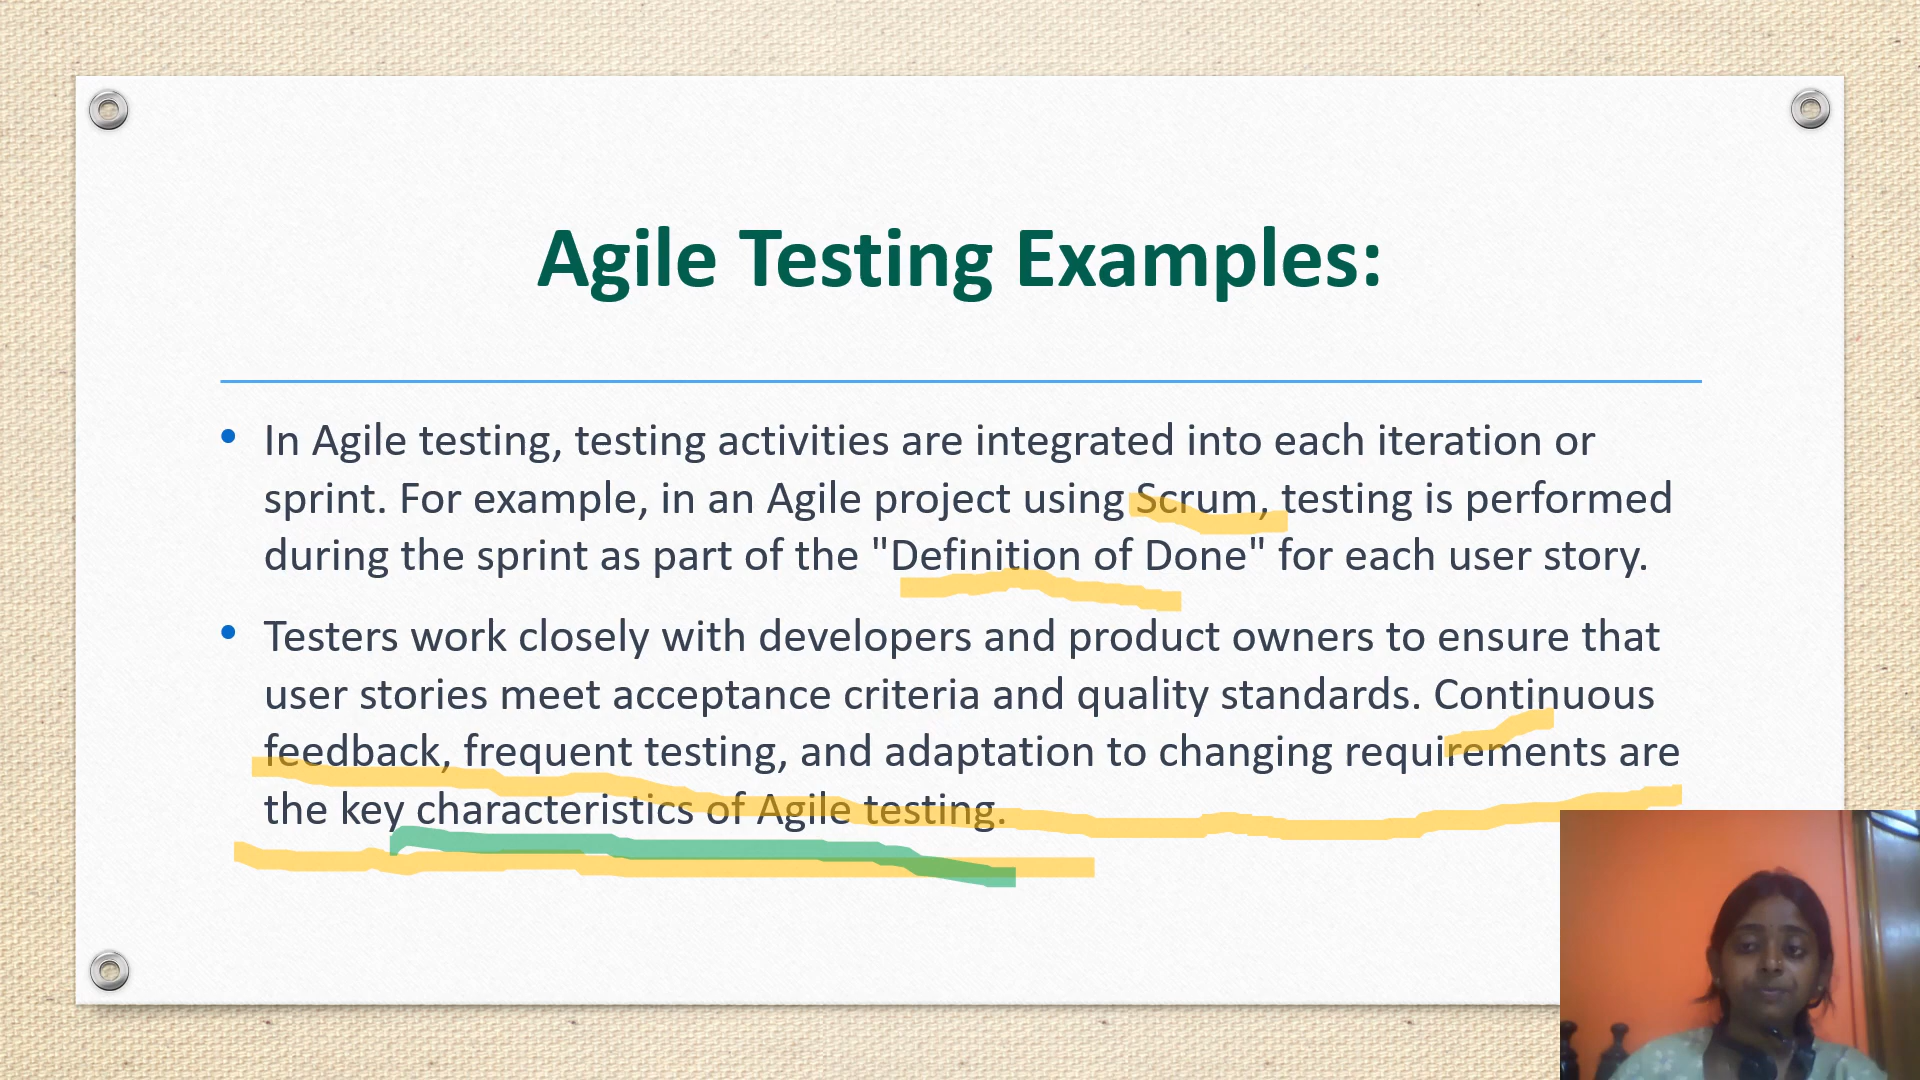 Agile Testing Examples:
• In Agile testing, testing activities are integrated into each iteration or
sprint. For example, in an Agile project using Scrum, testing is performed
during the sprint as part of the "Definition of Done" for each user story.
• Testers work closely with developers and product owners to ensure that
user stories meet acceptance criteria and quality standards. Continuous
feedback, frequent testing, and adaptation to changing requirements are
the key characteristics of Agile testing.